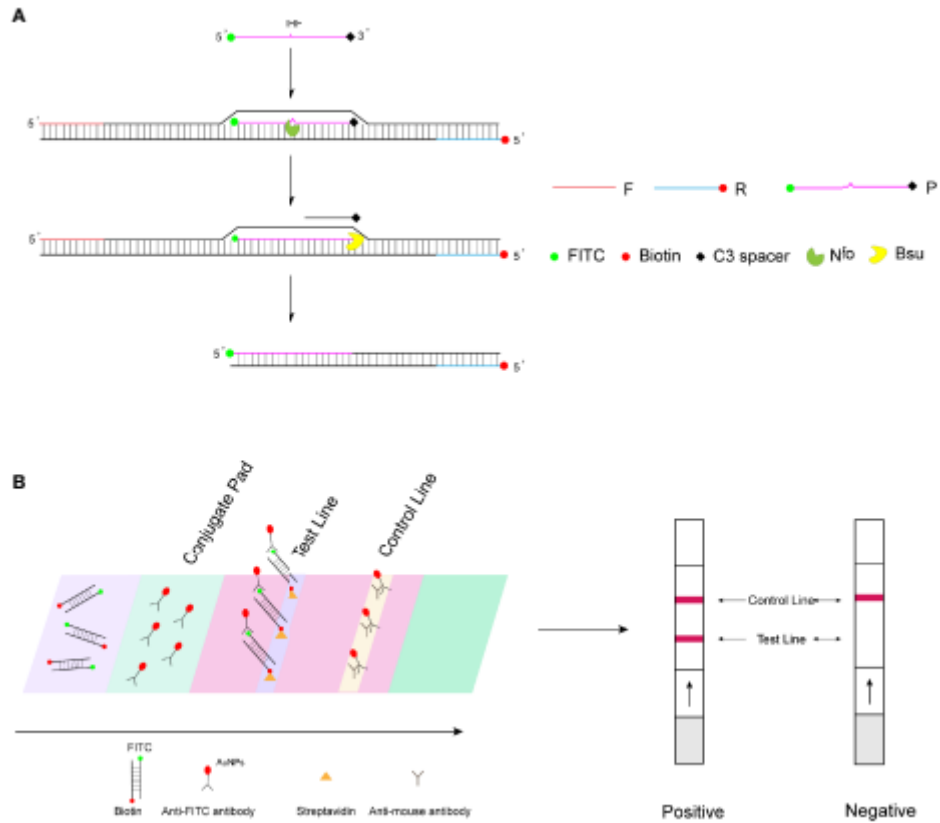 A
5' THF 3'
5'
5'
F R P
5'
5'
FITC Biotin C3 spacer Nfo Bsu
5'
5'
B
Conjugate Pad
Test Line
Control Line
Control Line
Test Line
FITC
AuNPs
Biotin Anti-FITC antibody Streptavidin Anti-mouse antibody
Positive Negative